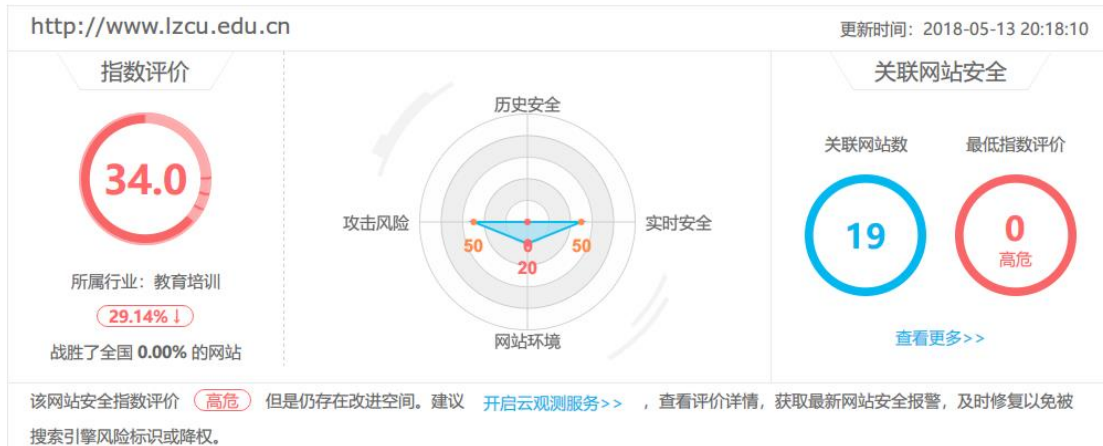 http://www.lzcu.edu.cn
更新时间：2018-05-13 20:18:10
指数评价
34.0
所属行业：教育培训
29.14%↓
战胜了全国 0.00% 的网站
历史安全
攻击风险
实时安全
50
0
50
20
网站环境
关联网站安全
关联网站数
最低指数评价
19
0
高危
查看更多>>
该网站安全指数评价 高危 但是仍存在改进空间。建议 开启云观测服务>> ，查看评价详情，获取最新网站安全报警，及时修复以免被
搜索引擎风险标识或降权。